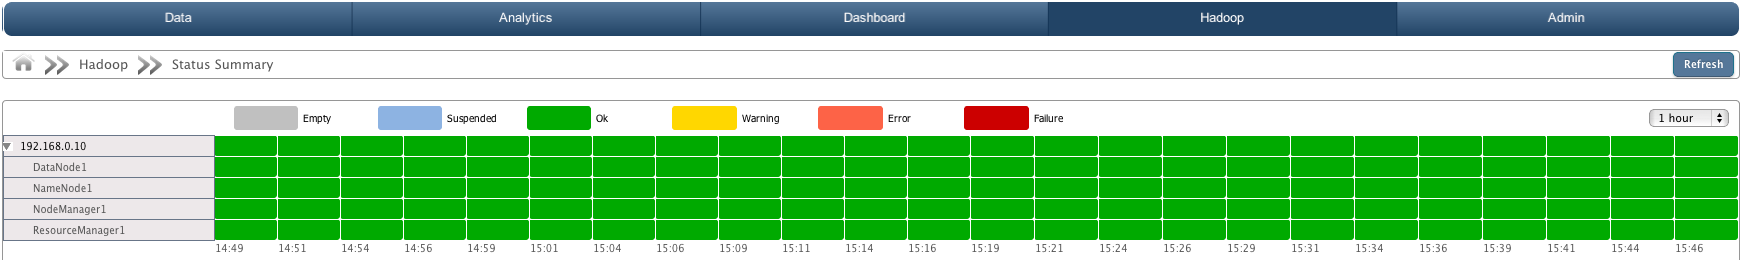 Data Analytics Dashboard Hadoop Admin
Hadoop Status Summary Refresh
Empty Suspended Ok Warning Error Failure 1 hour
192.168.0.10
DataNode1
NameNode1
NodeManager1
ResourceManager1
14:49 14:51 14:54 14:56 14:59 15:01 15:04 15:06 15:09 15:11 15:14 15:16 15:19 15:21 15:24 15:26 15:29 15:31 15:34 15:36 15:39 15:41 15:44 15:46